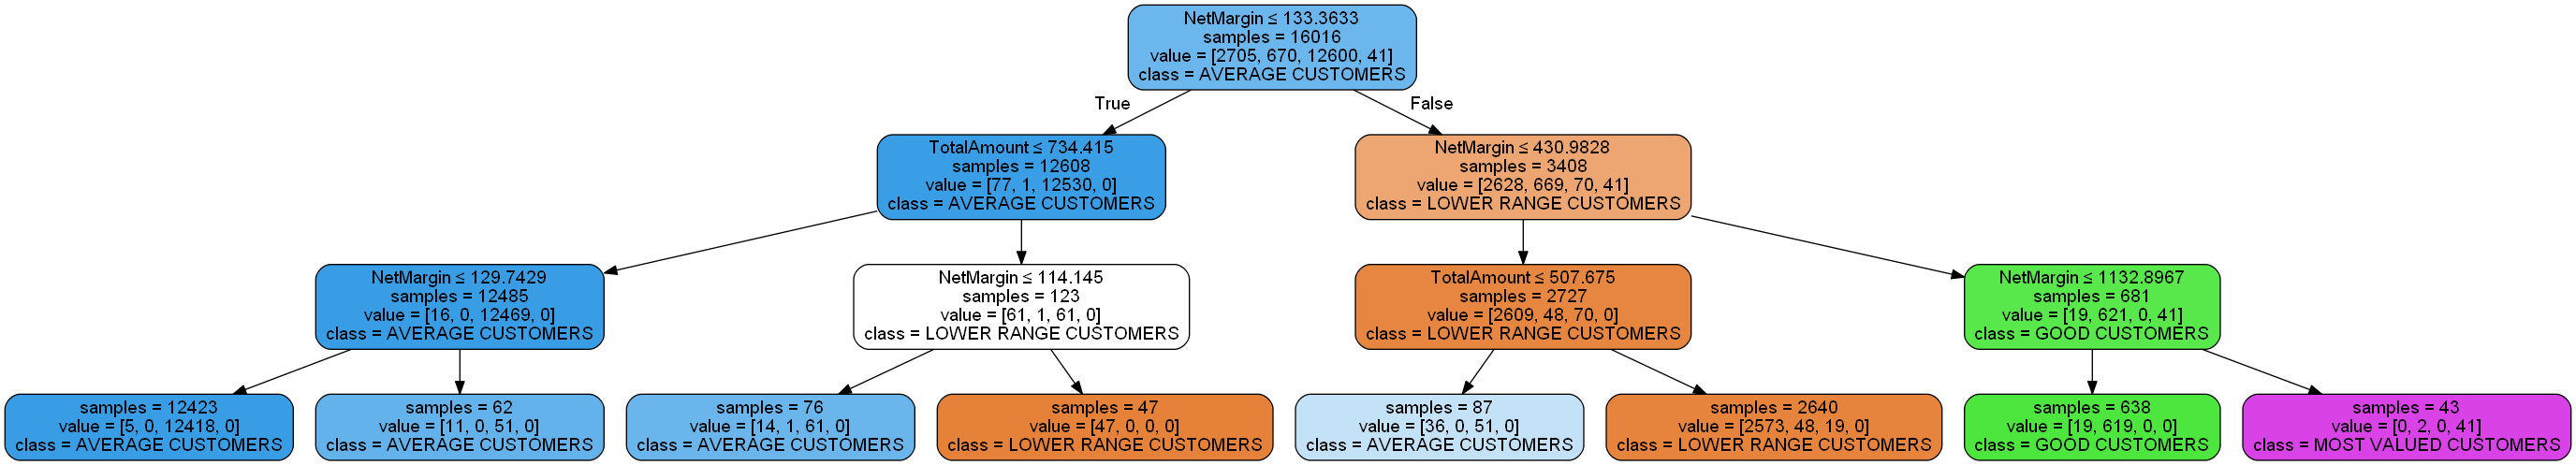 NetMargin ≤ 133.3633
samples = 16016
value = [2705, 670, 12600, 41]
class = AVERAGE CUSTOMERS
True
False
TotalAmount ≤ 734.415
samples = 12608
value = [77, 1, 12530, 0]
class = AVERAGE CUSTOMERS
NetMargin ≤ 430.9828
samples = 3408
value = [2628, 669, 70, 41]
class = LOWER RANGE CUSTOMERS
NetMargin ≤ 129.7429
samples = 12485
value = [16, 0, 12469, 0]
class = AVERAGE CUSTOMERS
NetMargin ≤ 114.145
samples = 123
value = [61, 1, 61, 0]
class = LOWER RANGE CUSTOMERS
TotalAmount ≤ 507.675
samples = 2727
value = [2609, 48, 70, 0]
class = LOWER RANGE CUSTOMERS
NetMargin ≤ 1132.8967
samples = 681
value = [19, 621, 0, 41]
class = GOOD CUSTOMERS
samples = 12423
value = [5, 0, 12418, 0]
class = AVERAGE CUSTOMERS
samples = 62
value = [11, 0, 51, 0]
class = AVERAGE CUSTOMERS
samples = 76
value = [14, 1, 61, 0]
class = AVERAGE CUSTOMERS
samples = 47
value = [47, 0, 0, 0]
class = LOWER RANGE CUSTOMERS
samples = 87
value = [36, 0, 51, 0]
class = AVERAGE CUSTOMERS
samples = 2640
value = [2573, 48, 19, 0]
class = LOWER RANGE CUSTOMERS
samples = 638
value = [19, 619, 0, 0]
class = GOOD CUSTOMERS
samples = 43
value = [0, 2, 0, 41]
class = MOST VALUED CUSTOMERS